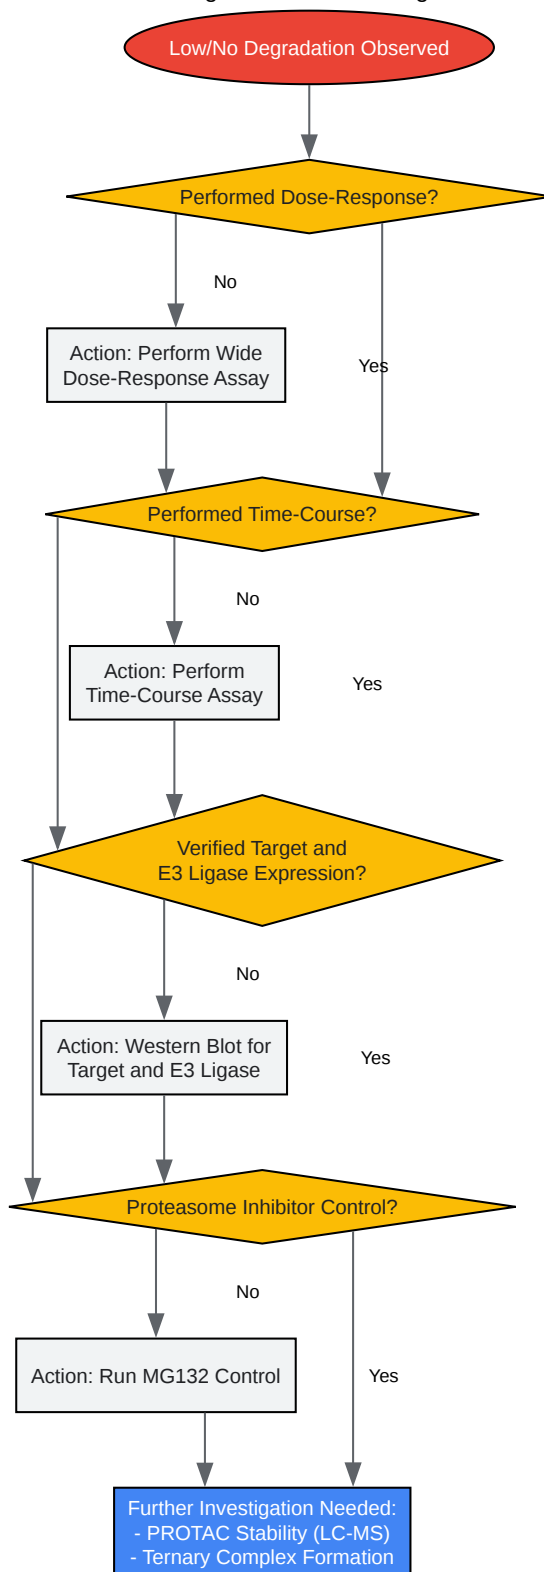 Low/No Degradation Observed
Performed Dose-Response?
No
Action: Perform Wide
Dose-Response Assay
Yes
Performed Time-Course?
No
Action: Perform
Time-Course Assay
Yes
Verified Target and
E3 Ligase Expression?
No
Action: Western Blot for
Target and E3 Ligase
Yes
Proteasome Inhibitor Control?
No
Action: Run MG132 Control
Yes
Further Investigation Needed:
- PROTAC Stability (LC-MS)
- Ternary Complex Formation